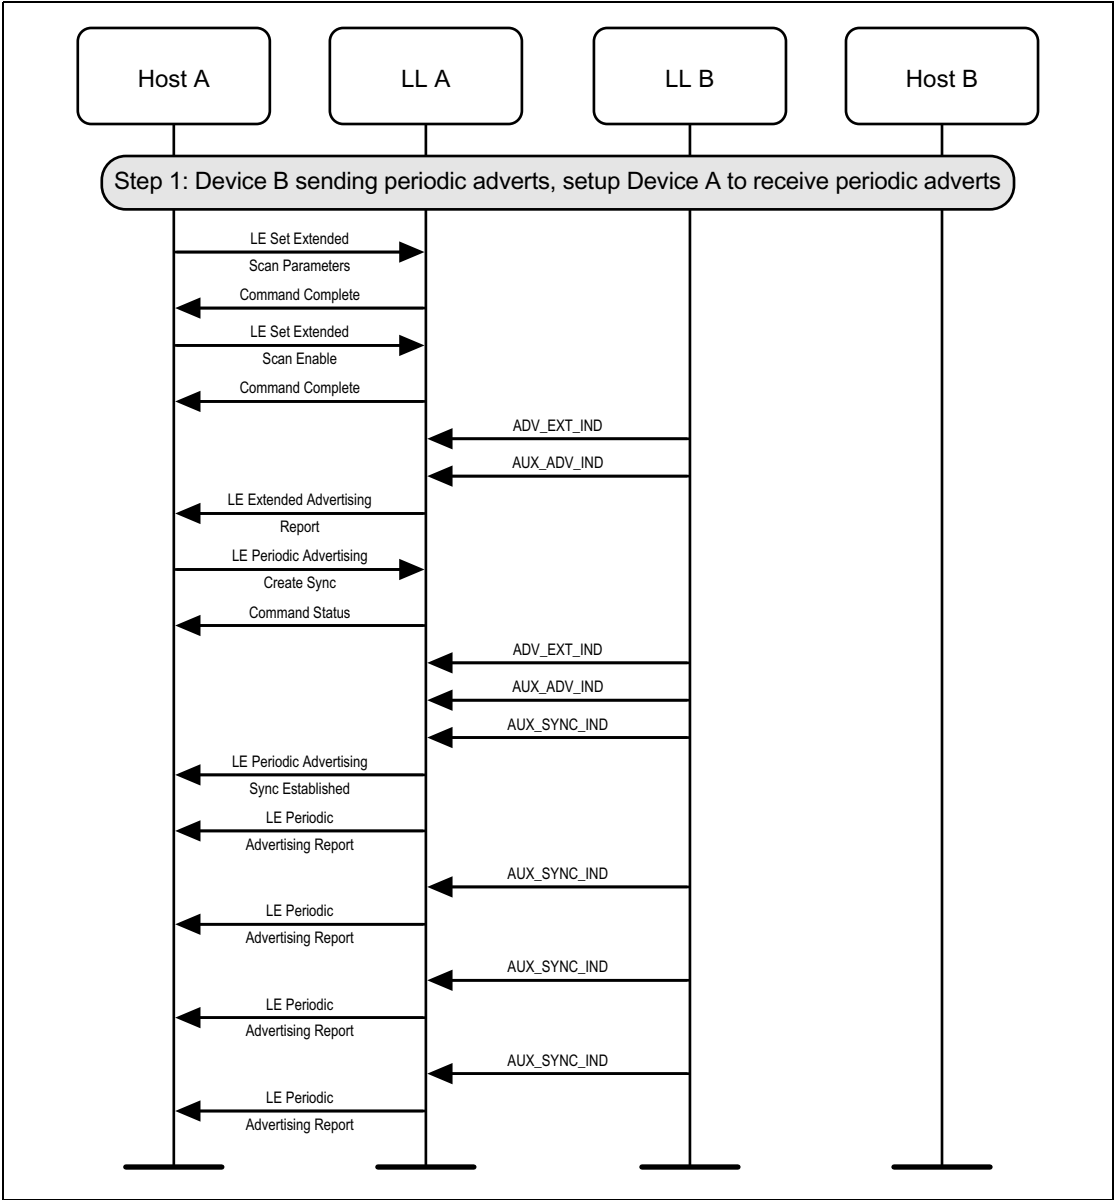 Host A
LL A
LL B
Host B
Step 1: Device B sending periodic adverts, setup Device A to receive periodic adverts
LE Set Extended
Scan Parameters
Command Complete
LE Set Extended
Scan Enable
Command Complete
ADV_EXT_IND
AUX_ADV_IND
LE Extended Advertising
Report
LE Periodic Advertising
Create Sync
Command Status
ADV_EXT_IND
AUX_ADV_IND
AUX_SYNC_IND
LE Periodic Advertising
Sync Established
LE Periodic
Advertising Report
AUX_SYNC_IND
LE Periodic
Advertising Report
AUX_SYNC_IND
LE Periodic
Advertising Report
AUX_SYNC_IND
LE Periodic
Advertising Report